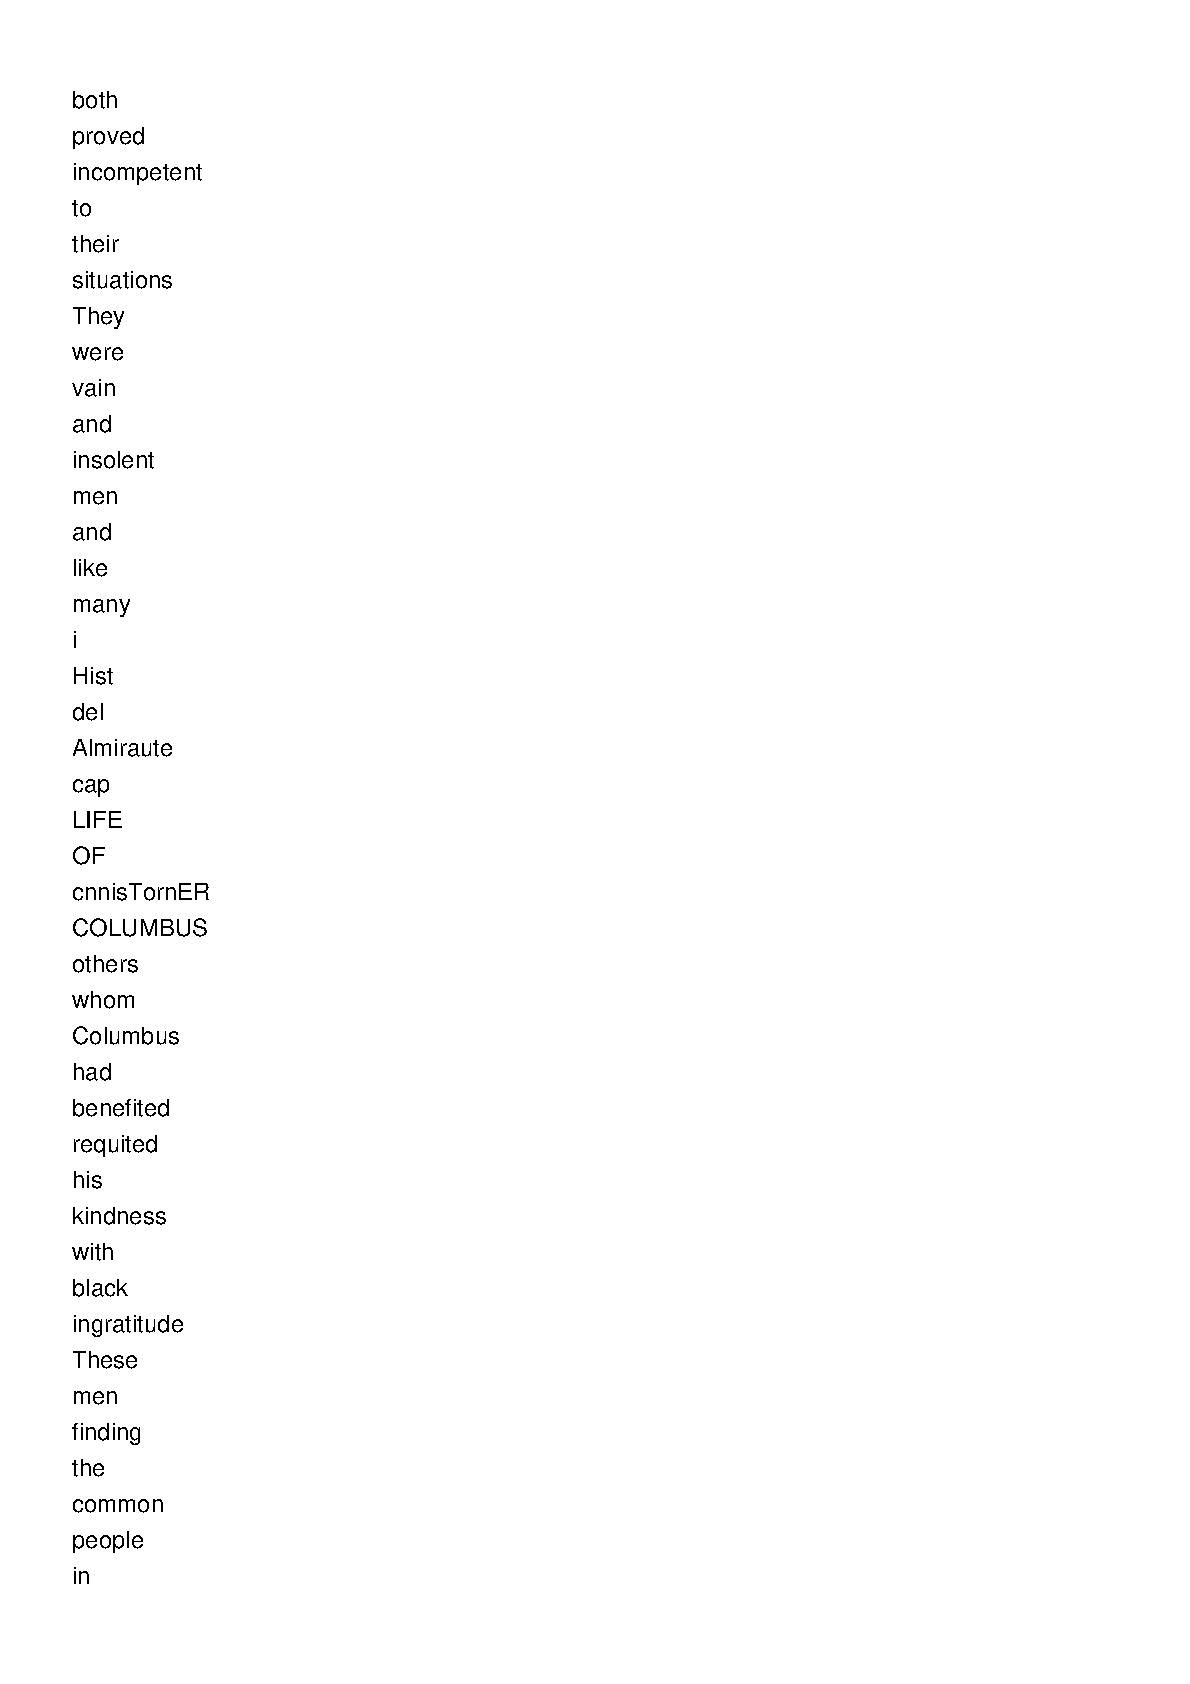 both
proved
incompetent
to
their
situations
They
were
vain
and
insolent
men
and
like
many
i
Hist
del
Almiraute
cap
LIFE
OF
cnnisTornER
COLUMBUS
others
whom
Columbus
had
benefited
requited
his
kindness
with
black
ingratitude
These
men
finding
the
common
people
in